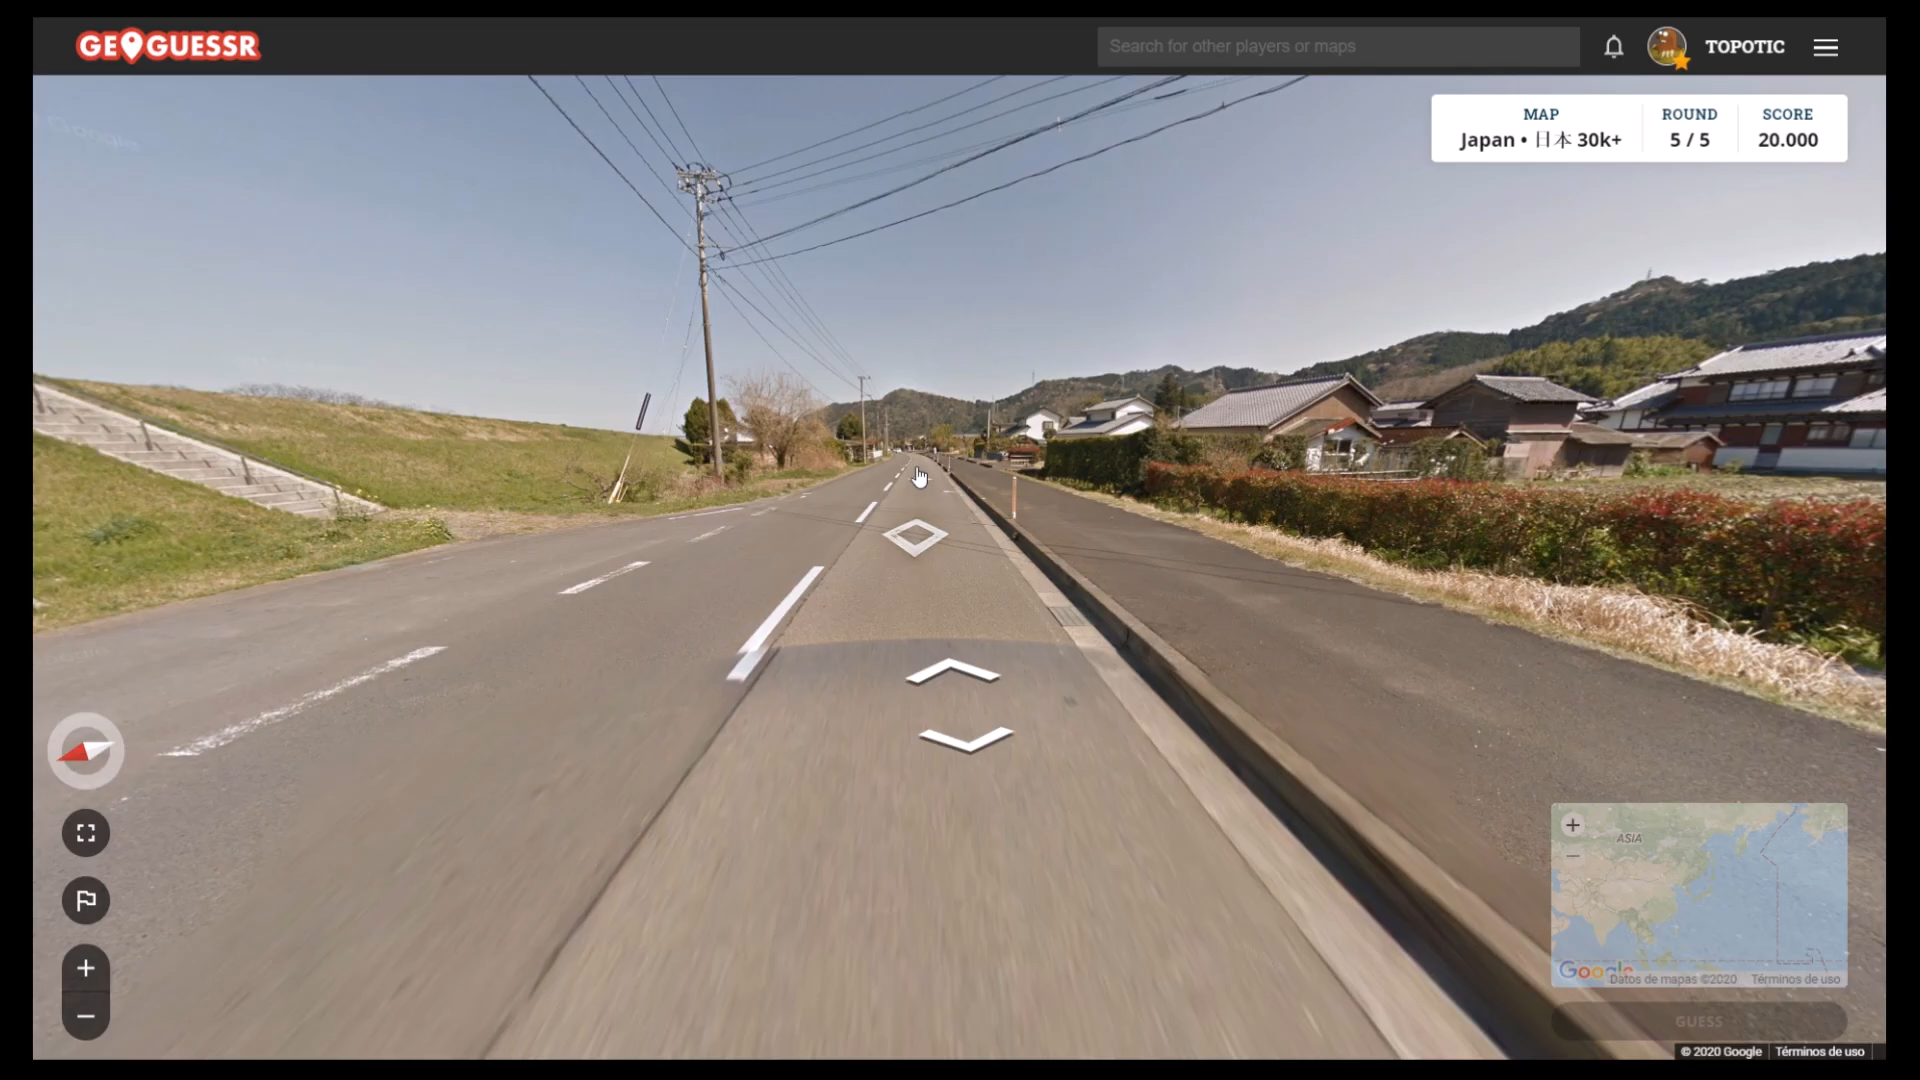 GEOGUESSR
Search for other players or maps
TOPOTIC
MAP
Japan • 日本 30k+
ROUND
5 / 5
SCORE
20.000
Google
ASIA
Google
Datos de mapas ©2020
Términos de uso
GUESS
© 2020 Google
Términos de uso